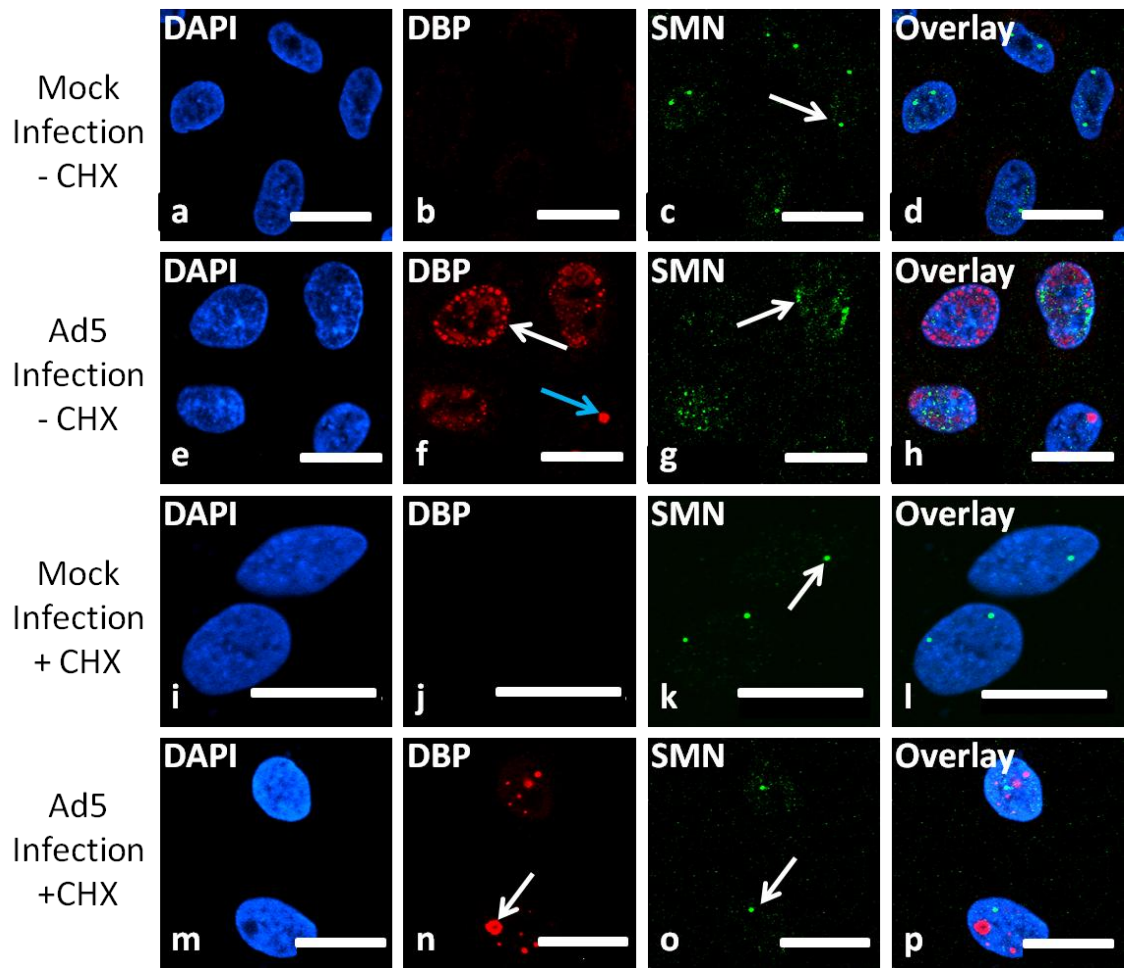 DAPI DBP SMN Overlay
Mock
Infection
- CHX
a b c d
DAPI DBP SMN Overlay
Ad5
Infection
- CHX
e f g h
DAPI DBP SMN Overlay
Mock
Infection
+ CHX
i j k l
DAPI DBP SMN Overlay
Ad5
Infection
+CHX
m n o p